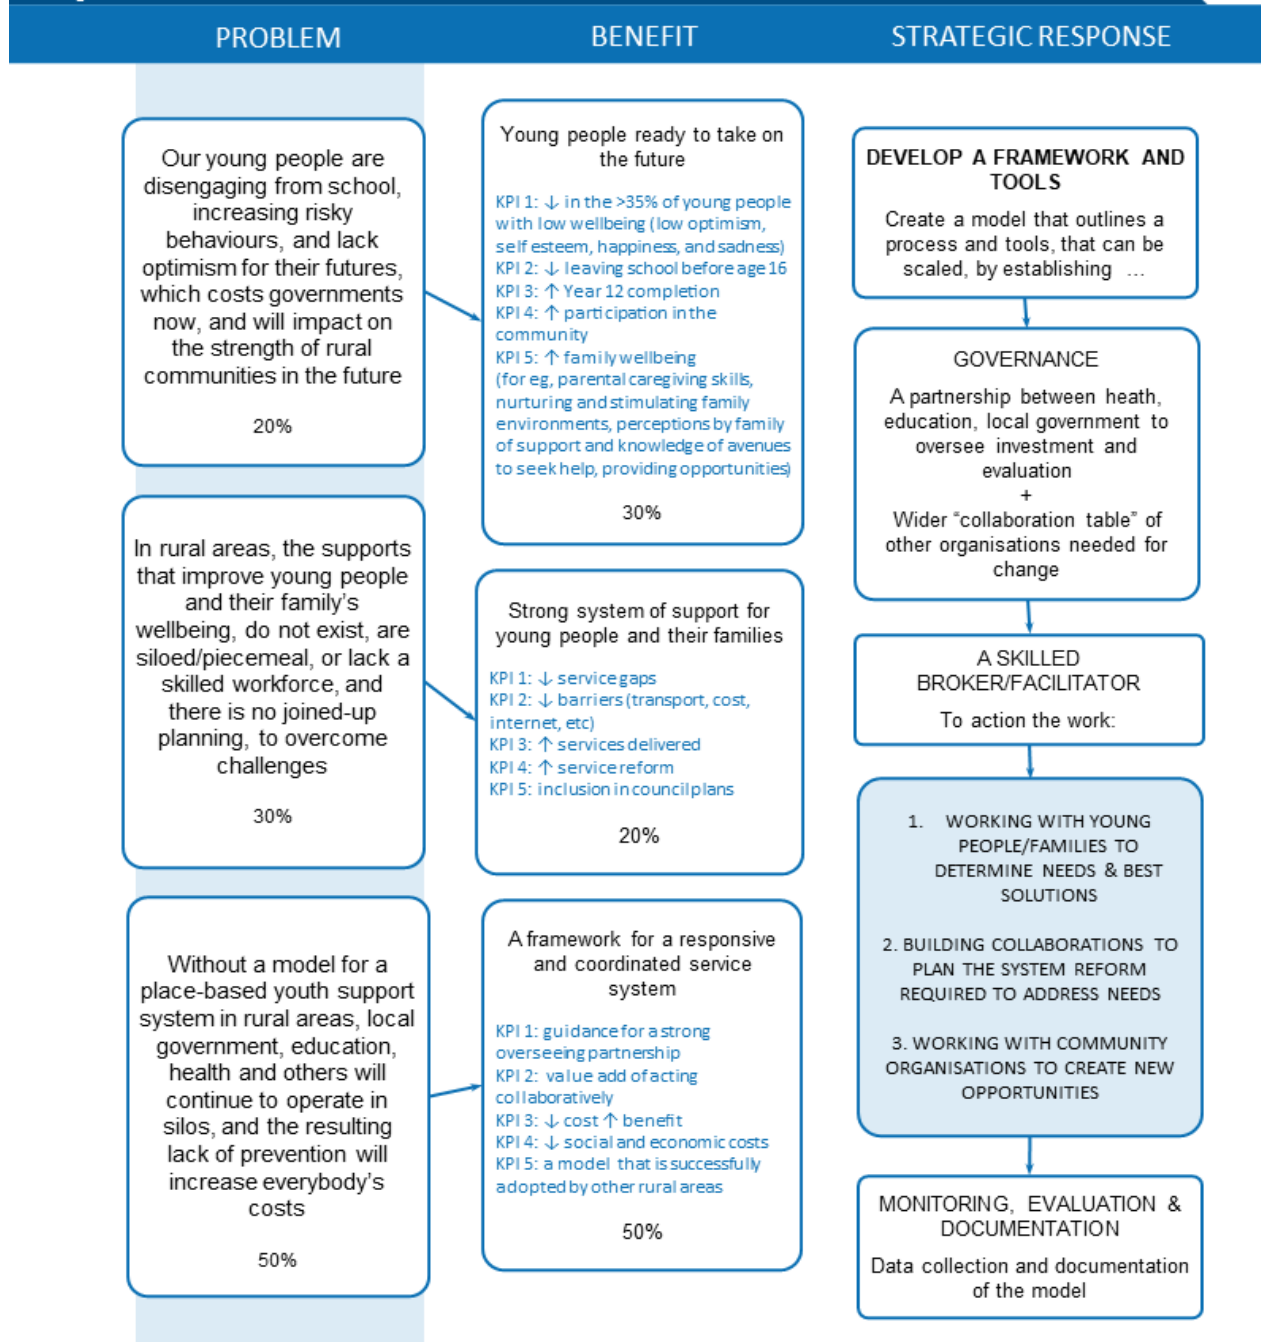 PROBLEM
BENEFIT
STRATEGIC RESPONSE
Our young people are
disengaging from school,
increasing risky
behaviours, and lack
optimism for their futures,
which costs governments
now, and will impact on
the strength of rural
communities in the future
20%
In rural areas, the supports
that improve young people
and their family's
wellbeing, do not exist, are
siloed/piecemeal, or lack a
skilled workforce, and
there is no joined-up
planning, to overcome
challenges
30%
Without a model for a
place-based youth support
system in rural areas, local
government, education,
health and others will
continue to operate in
silos, and the resulting
lack of prevention will
increase everybody's
costs
50%
Young people ready to take on
the future
KPI 1: ↓ in the >35% of young people
with low wellbeing (low optimism,
self esteem, happiness, and sadness)
KPI 2: ↓ leaving school before age 16
KPI 3: ↑ Year 12 completion
KPI 4: ↑ participation in the
community
KPI 5: ↑ family wellbeing
(for eg, parental caregiving skills,
nurturing and stimulating family
environments, perceptions by family
of support and knowledge of avenues
to seek help, providing opportunities)
30%
Strong system of support for
young people and their families
KPI 1: ↓ service gaps
KPI 2: ↓ barriers (transport, cost,
internet, etc)
KPI 3: ↑ services delivered
KPI 4: ↑ service reform
KPI 5: inclusion in council plans
20%
A framework for a responsive
and coordinated service
system
KPI 1: guidance for a strong
overseeing partnership
KPI 2: value add of acting
collaboratively
KPI 3: ↓ cost ↑ benefit
KPI 4: ↓ social and economic costs
KPI 5: a model that is successfully
adopted by other rural areas
50%
DEVELOP A FRAMEWORK AND
TOOLS
Create a model that outlines a
process and tools, that can be
scaled, by establishing …
GOVERNANCE
A partnership between heath,
education, local government to
oversee investment and
evaluation
+
Wider “collaboration table” of
other organisations needed for
change
A SKILLED
BROKER/FACILITATOR
To action the work:
1. WORKING WITH YOUNG
PEOPLE/FAMILIES TO
DETERMINE NEEDS & BEST
SOLUTIONS
2. BUILDING COLLABORATIONS TO
PLAN THE SYSTEM REFORM
REQUIRED TO ADDRESS NEEDS
3. WORKING WITH COMMUNITY
ORGANISATIONS TO CREATE NEW
OPPORTUNITIES
MONITORING, EVALUATION &
DOCUMENTATION
Data collection and documentation
of the model